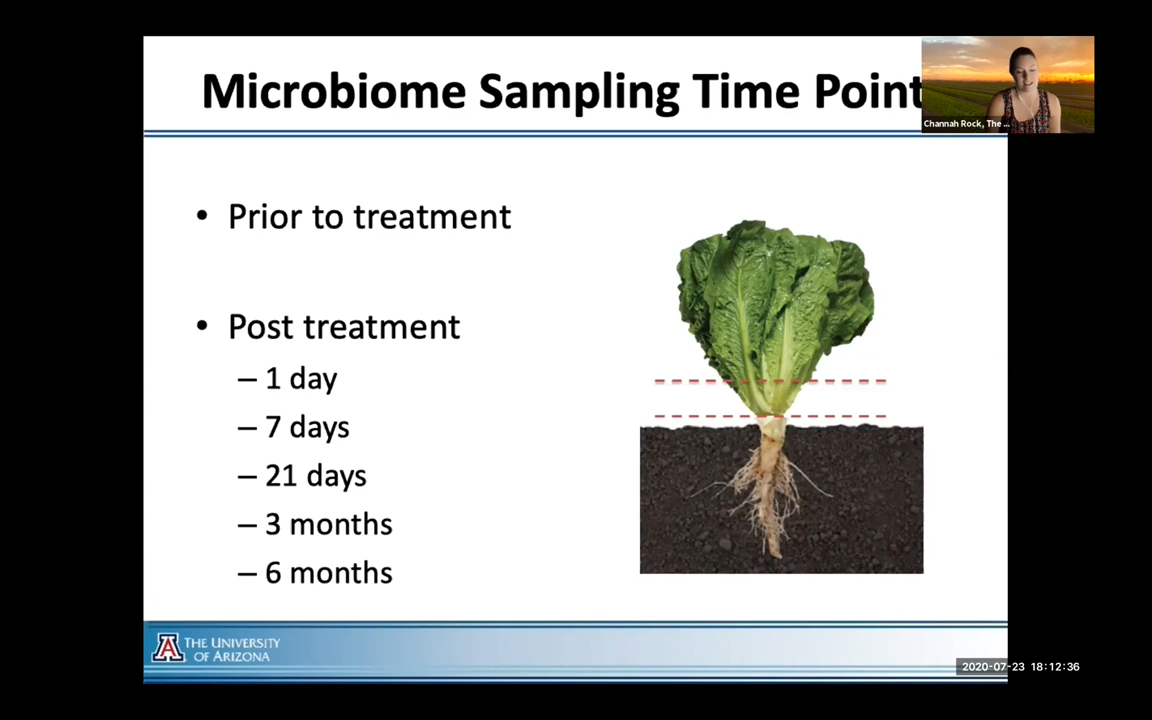 Microbiome Sampling Time Point
Channah Rock, The ...
• Prior to treatment
• Post treatment
– 1 day
– 7 days
– 21 days
– 3 months
– 6 months
A THE UNIVERSITY
OF ARIZONA
2020-07-23 18:12:36